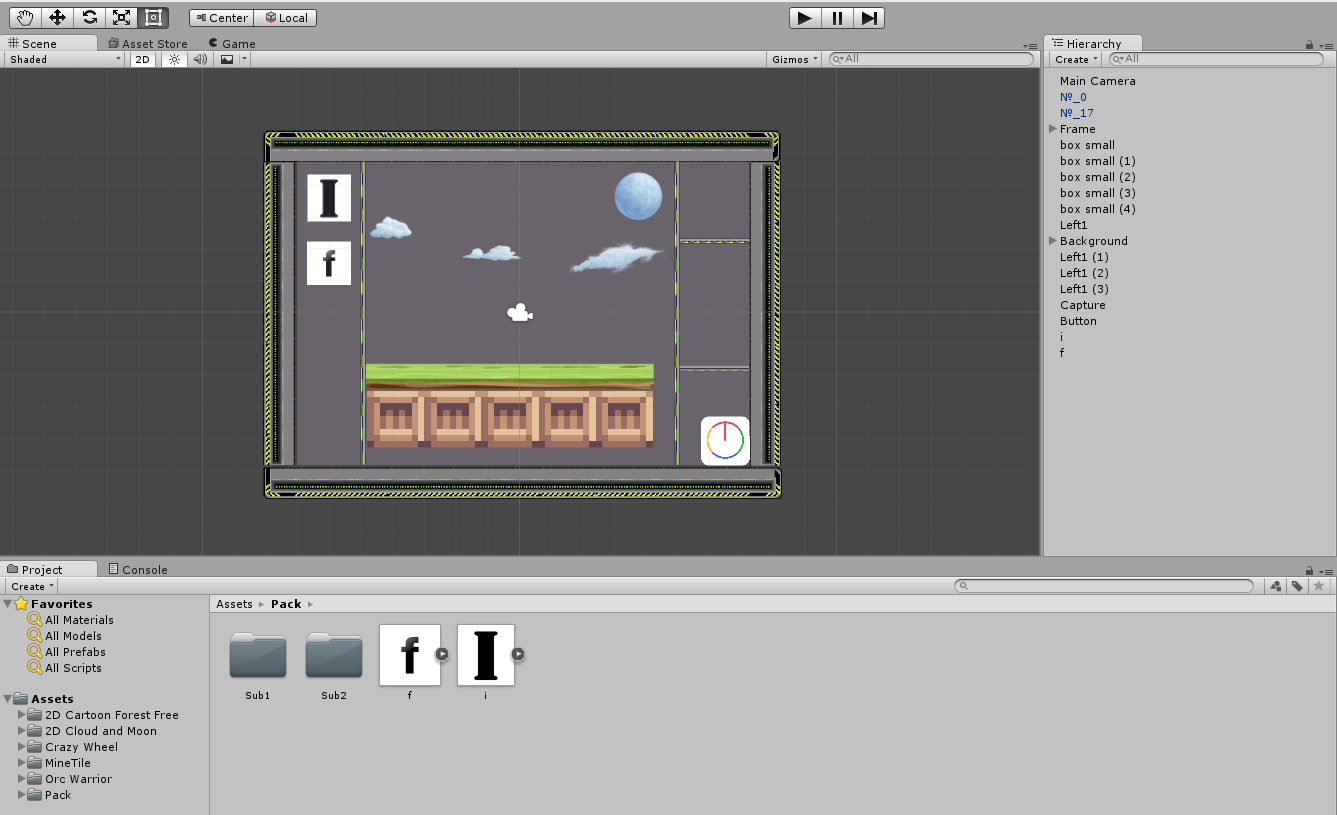 Center Local
Scene Asset Store Game
Shaded 2D Gizmos All
I
f
Hierarchy
Create All
Main Camera
№_0
№_17
Frame
box small
box small (1)
box small (2)
box small (3)
box small (4)
Left1
Background
Left1 (1)
Left1 (2)
Left1 (3)
Capture
Button
i
f
Project Console
Create
Favorites
All Materials
All Models
All Prefabs
All Scripts
Assets
2D Cartoon Forest Free
2D Cloud and Moon
Crazy Wheel
MineTile
Orc Warrior
Pack
Assets Pack
f I
Sub1 Sub2 f i